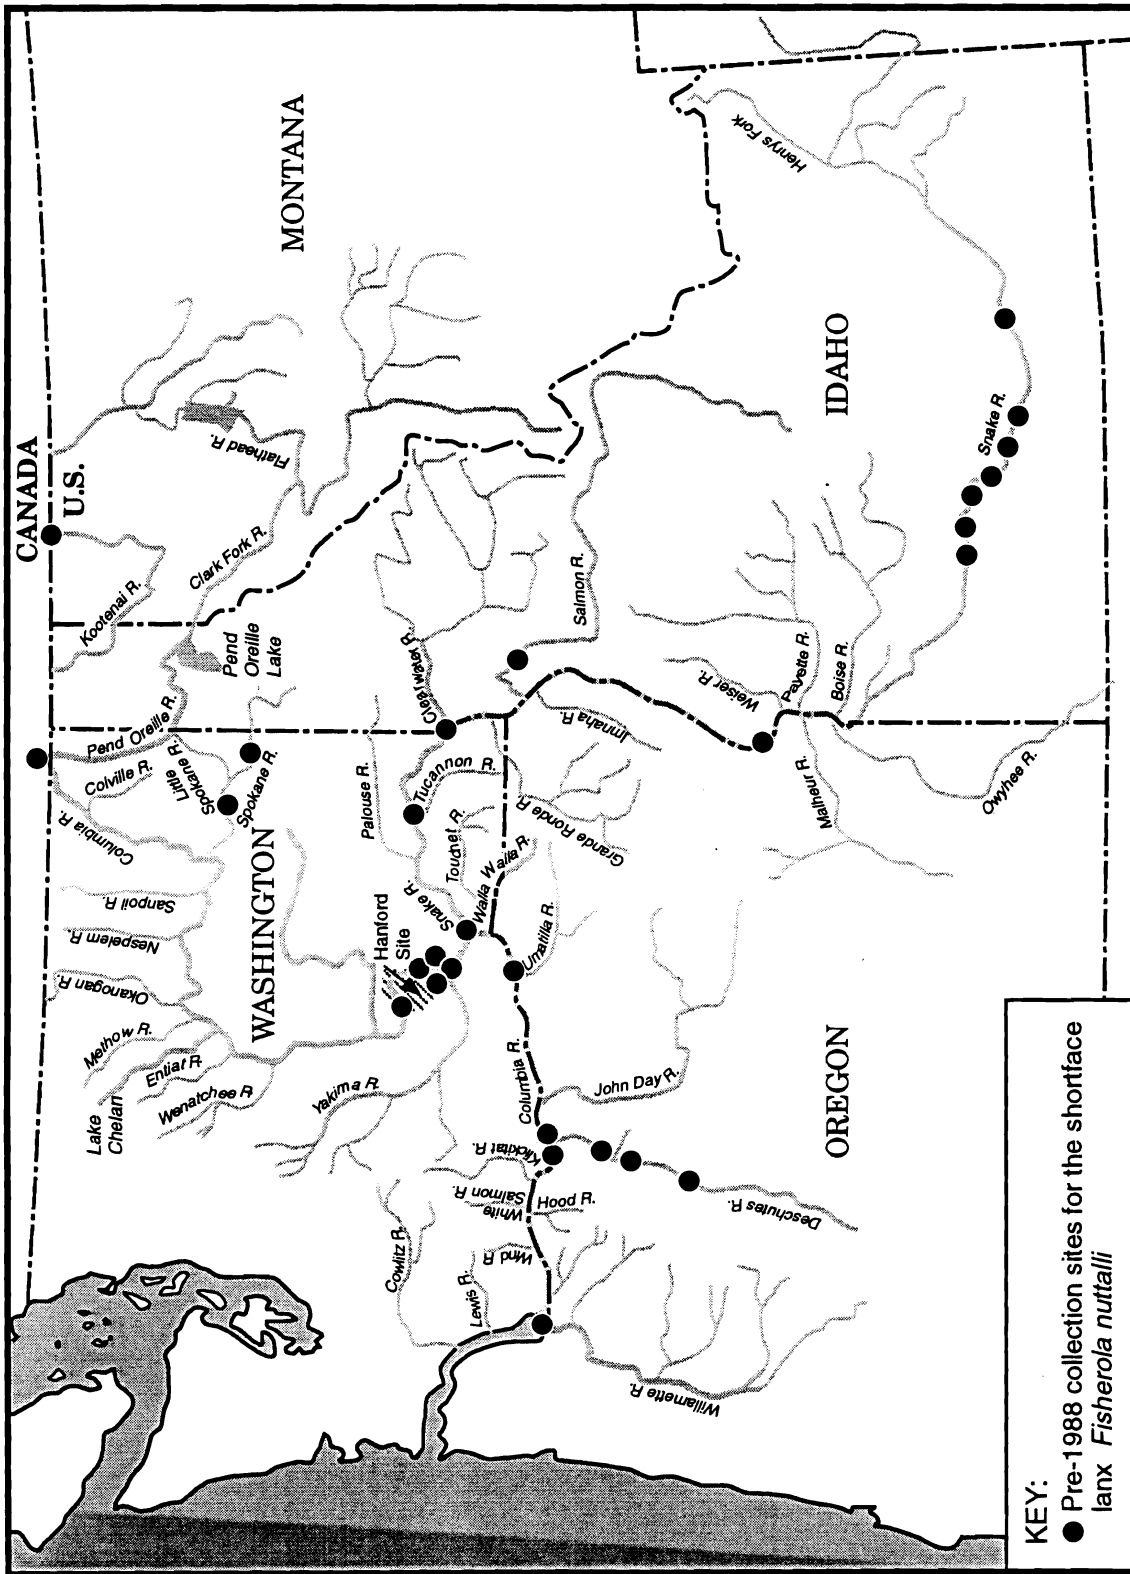 CANADA
U.S.
MONTANA
IDAHO
WASHINGTON
OREGON
Kootenai R.
Clark Fork R.
Flathead R.
Pend
Oreille
Lake
Pend Oreille R.
Colville R.
Little
Spokane R.
Spokane R.
Columbia R.
Sanpoil R.
Nespelem R.
Okanogan R.
Methow R.
Lake
Chelan
Entiat R.
Wenatchee R.
Yakima R.
Hanford
Site
Palouse R.
Snake R.
Tucannon R.
Touchet R.
Walla Walla R.
Clearwater R.
Salmon R.
Imnaha R.
Grande Ronde R.
Umatilla R.
Columbia R.
John Day R.
Klickitat R.
White
Salmon R.
Hood R.
Wind R.
Deschutes R.
Cowlitz R.
Lewis R.
Willamette R.
Weiser R.
Payette R.
Boise R.
Malheur R.
Owyhee R.
Snake R.
Henrys Fork
KEY:
Pre-1988 collection sites for the shortface
lanx Fisherola nuttalli